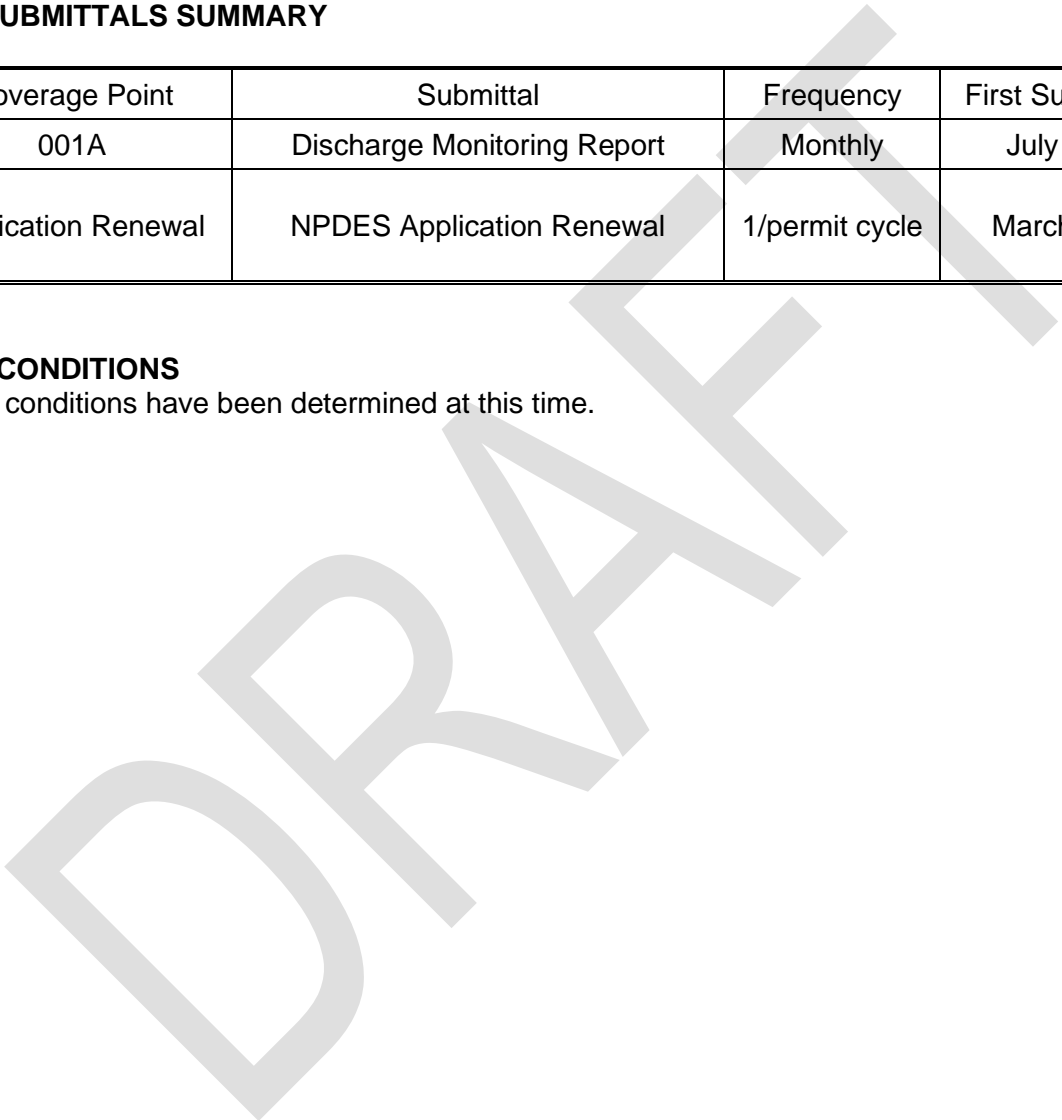 UBMITTALS SUMMARY
overage Point Submittal Frequency First Su
001A Discharge Monitoring Report Monthly July
ication Renewal NPDES Application Renewal 1/permit cycle March
CONDITIONS
conditions have been determined at this time.
DRAFT